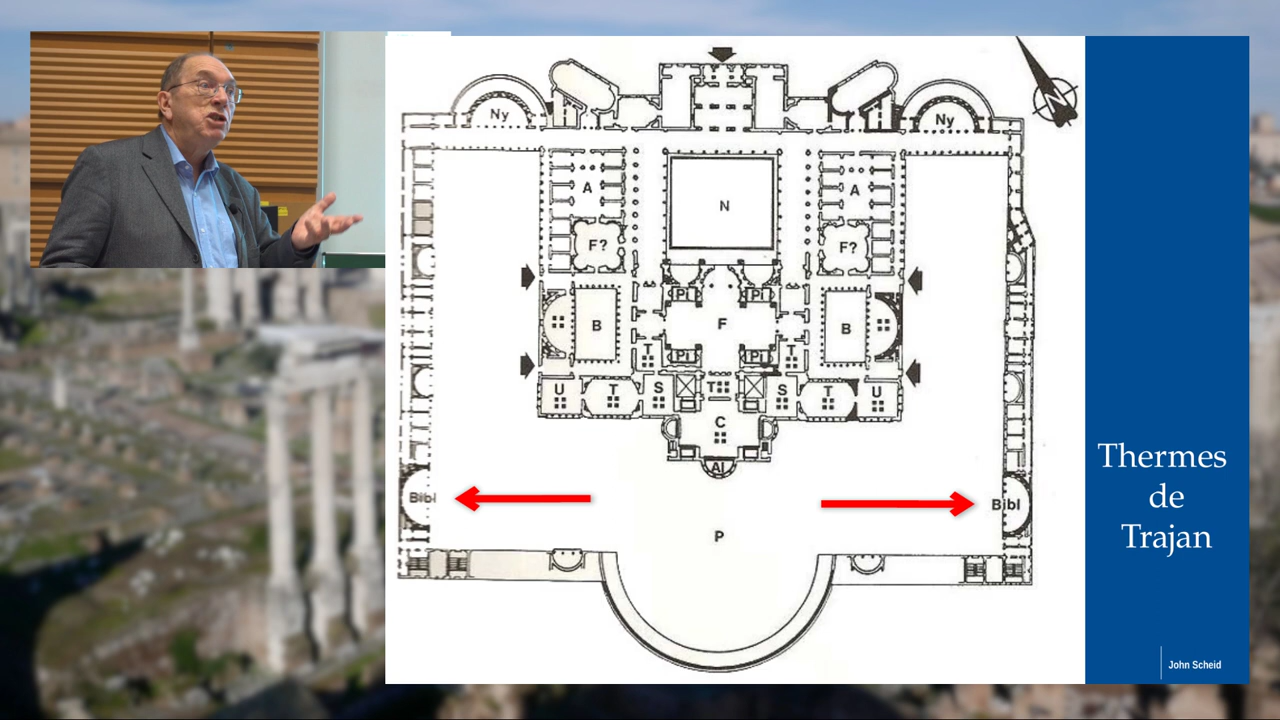 Ny
Ny
A
N
A
F?
F?
Pi
Pi
B
F
B
T
Pi
Pi
T
U
T
S
T
S
T
U
C
Al
Bibl
Bibl
P
Thermes
de
Trajan
John Scheid